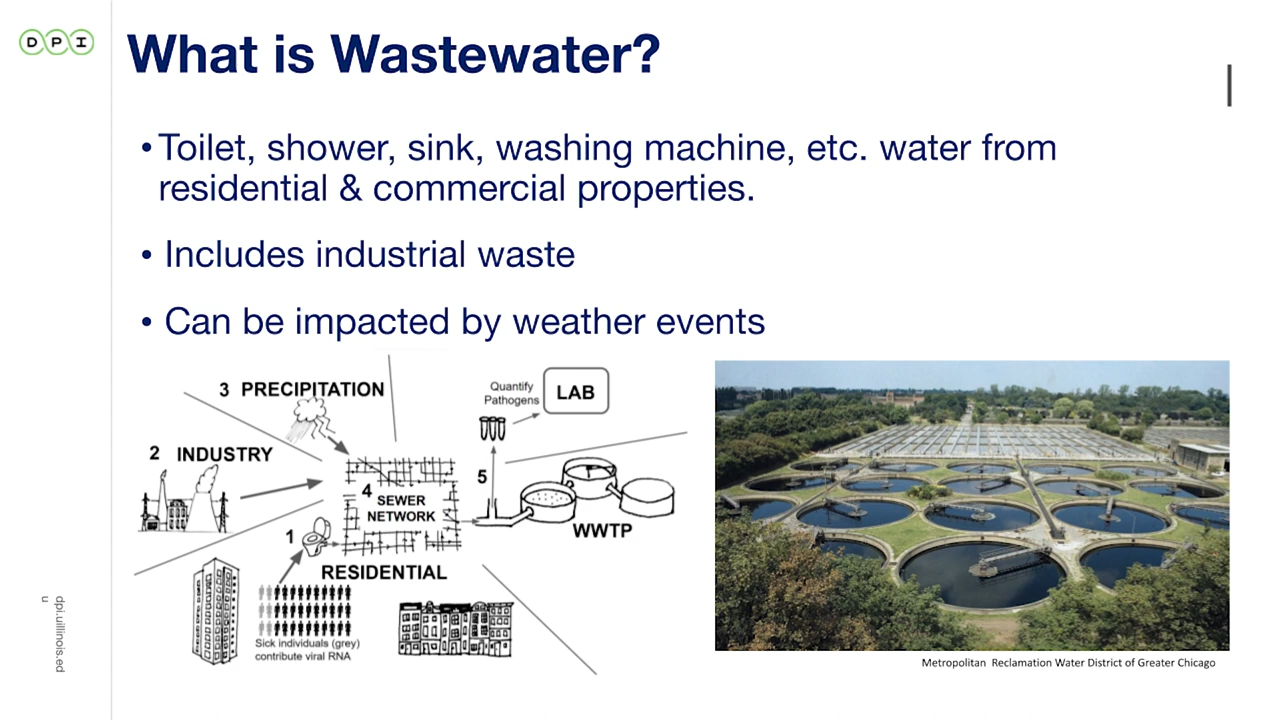 DPI
What is Wastewater?
• Toilet, shower, sink, washing machine, etc. water from
residential & commercial properties.
• Includes industrial waste
• Can be impacted by weather events
3 PRECIPITATION
Quantify
Pathogens
LAB
2 INDUSTRY
5
4
SEWER
NETWORK
WWTP
1
RESIDENTIAL
Sick individuals (grey)
contribute viral RNA
Metropolitan Reclamation Water District of Greater Chicago
dpi.uillinois.ed
u